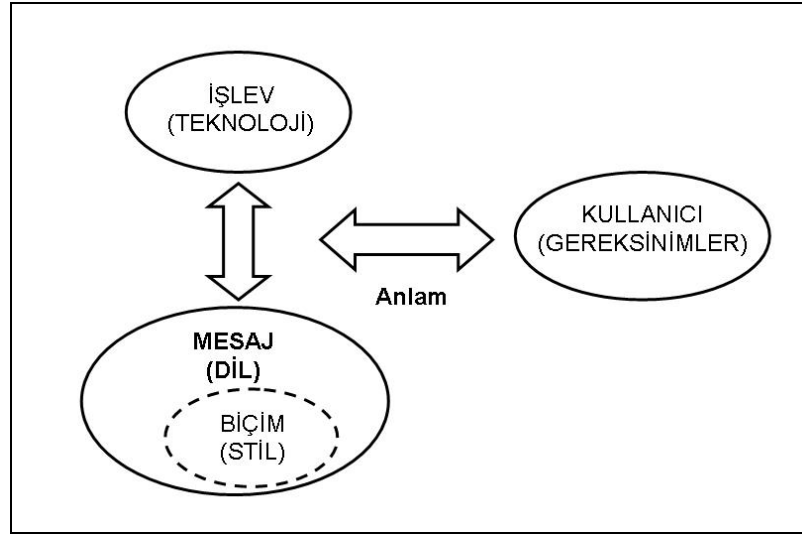 İŞLEV
(TEKNOLOJİ)
KULLANICI
(GEREKSİNİMLER)
Anlam
MESAJ
(DİL)
BİÇİM
(STİL)